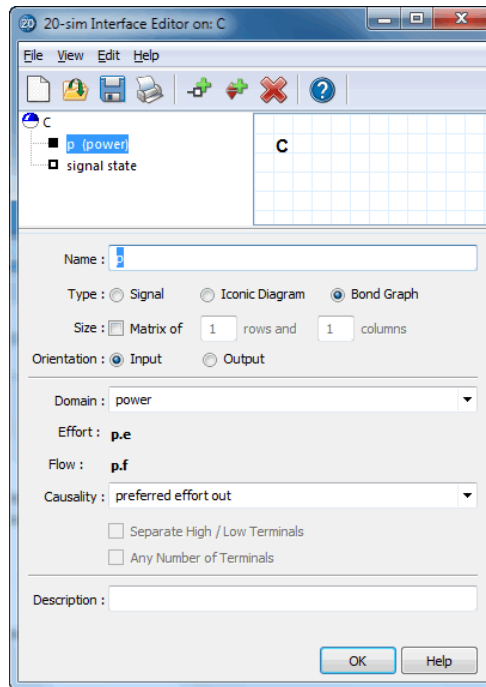 20-sim Interface Editor on: C
File View Edit Help
C
p (power)
signal state
C
Name : p
Type : Signal Iconic Diagram Bond Graph
Size : Matrix of 1 rows and 1 columns
Orientation : Input Output
Domain : power
Effort : p.e
Flow : p.f
Causality : preferred effort out
Separate High / Low Terminals
Any Number of Terminals
Description :
OK Help